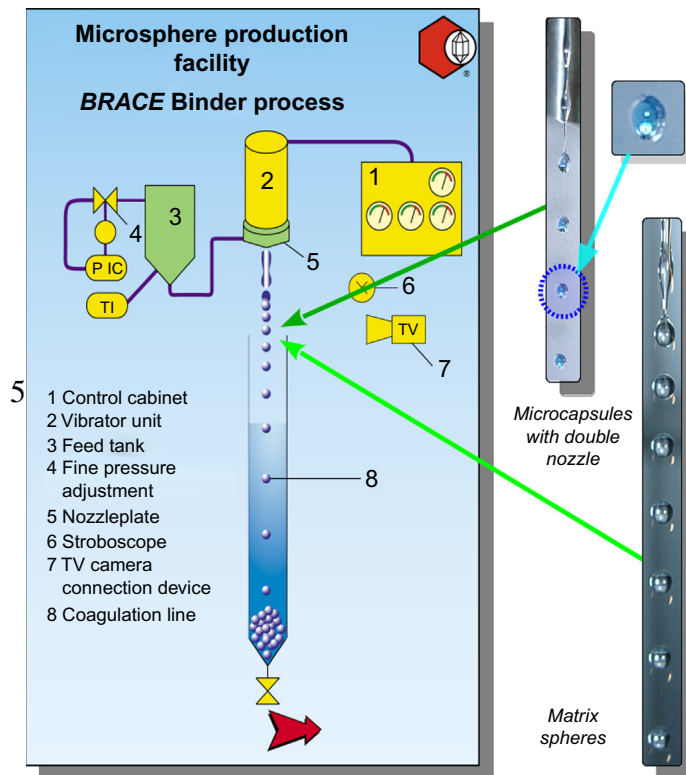 Microsphere production
facility
®
BRACE Binder process
1
2
3
4
P IC
TI
5
6
TV
7
8
5
1 Control cabinet
2 Vibrator unit
3 Feed tank
4 Fine pressure
adjustment
5 Nozzleplate
6 Stroboscope
7 TV camera
connection device
8 Coagulation line
Microcapsules
with double
nozzle
Matrix
spheres